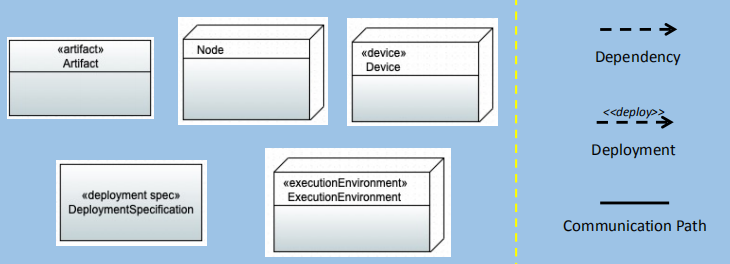 «artifact»
Artifact
Node
«device»
Device
«deployment spec»
DeploymentSpecification
«executionEnvironment»
ExecutionEnvironment
Dependency
<<deploy>>
Deployment
Communication Path